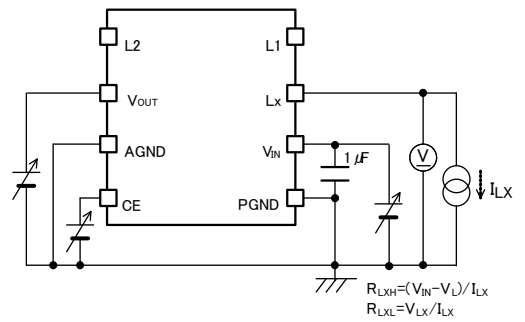 L2 L1
VOUT LX
AGND VIN
1 μF
V
ILX
CE PGND
RLXH=(VIN-VL)/ILX
RLXL=VLX/ILX